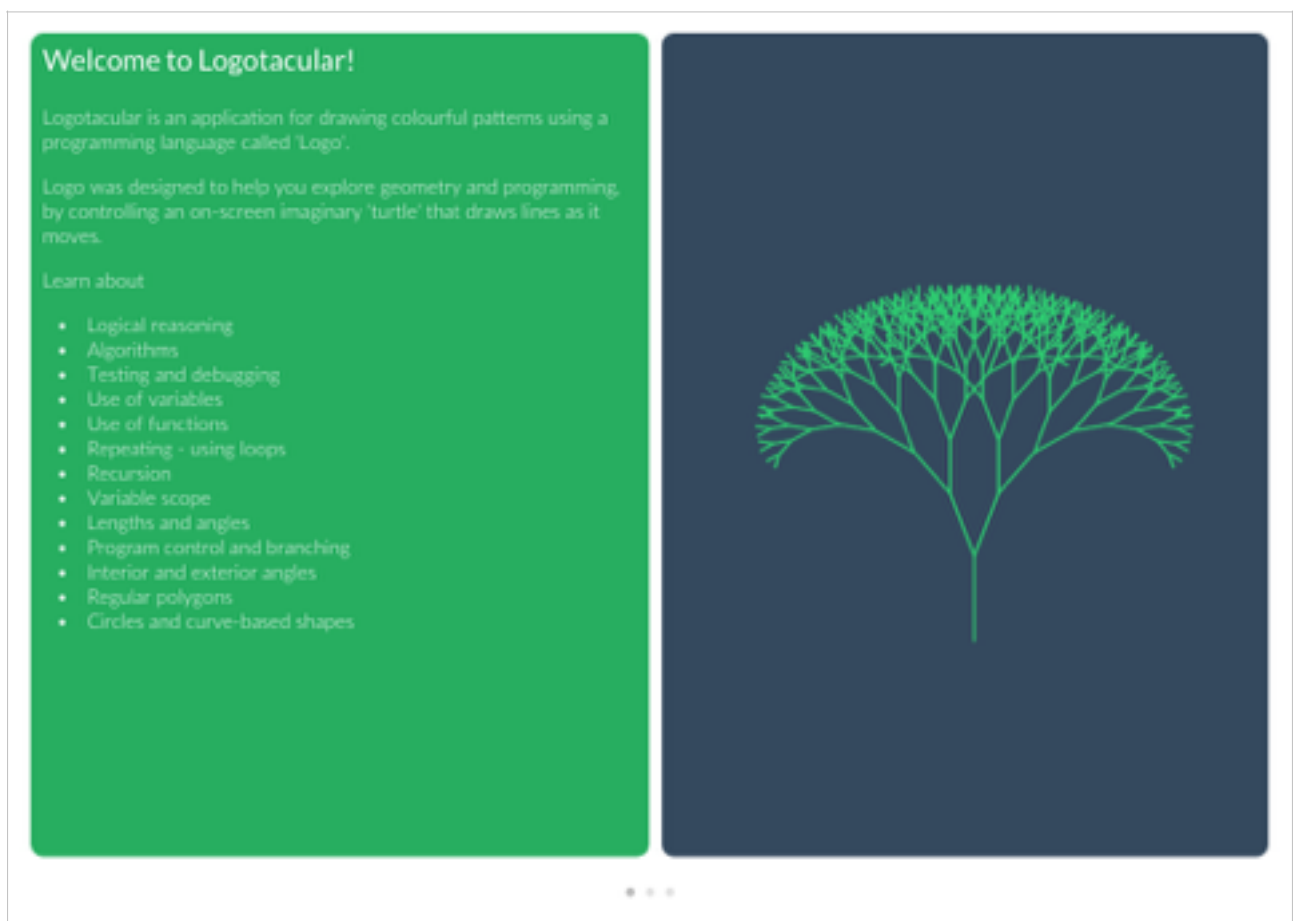 Welcome to Logotacular!
Logotacular is an application for drawing colourful patterns using a
programming language called 'Logo'.
Logo was designed to help you explore geometry and programming,
by controlling an on-screen imaginary 'turtle' that draws lines as it
moves.
Learn about
• Logical reasoning
• Algorithms
• Testing and debugging
• Use of variables
• Use of functions
• Repeating - using loops
• Recursion
• Variable scope
• Lengths and angles
• Program control and branching
• Interior and exterior angles
• Regular polygons
• Circles and curve-based shapes